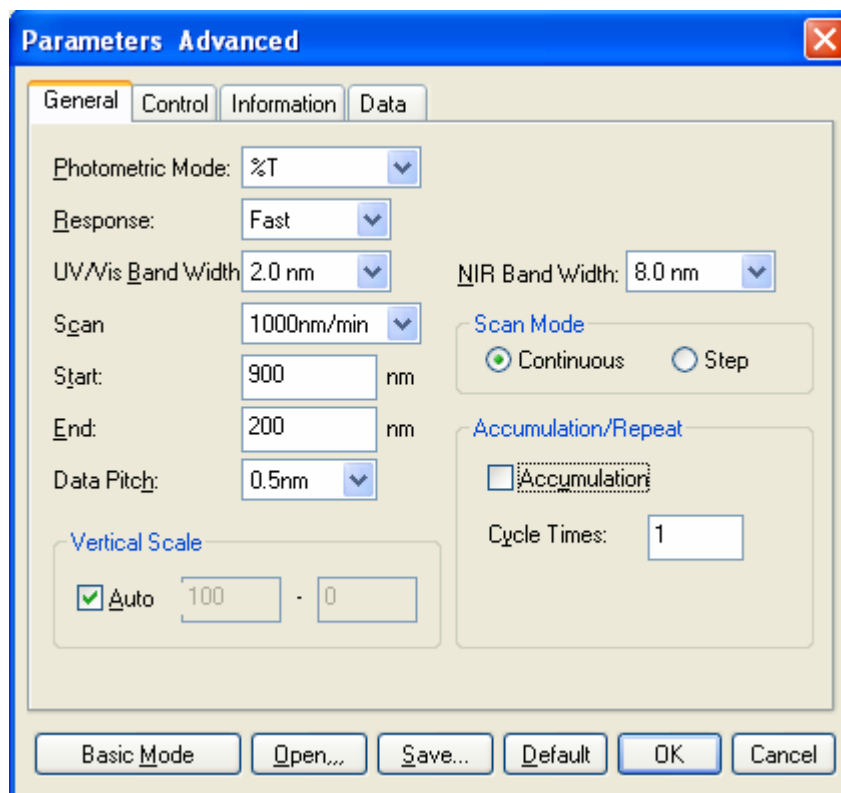 Parameters Advanced
General Control Information Data
Photometric Mode: %T
Response: Fast
UV/Vis Band Width 2.0 nm NIR Band Width: 8.0 nm
Scan 1000nm/min Scan Mode
Continuous Step
Start: 900 nm
End: 200 nm Accumulation/Repeat
Data Pitch: 0.5nm Accumulation
Cycle Times: 1
Vertical Scale
Auto 100 - 0
Basic Mode Open,,, Save... Default OK Cancel